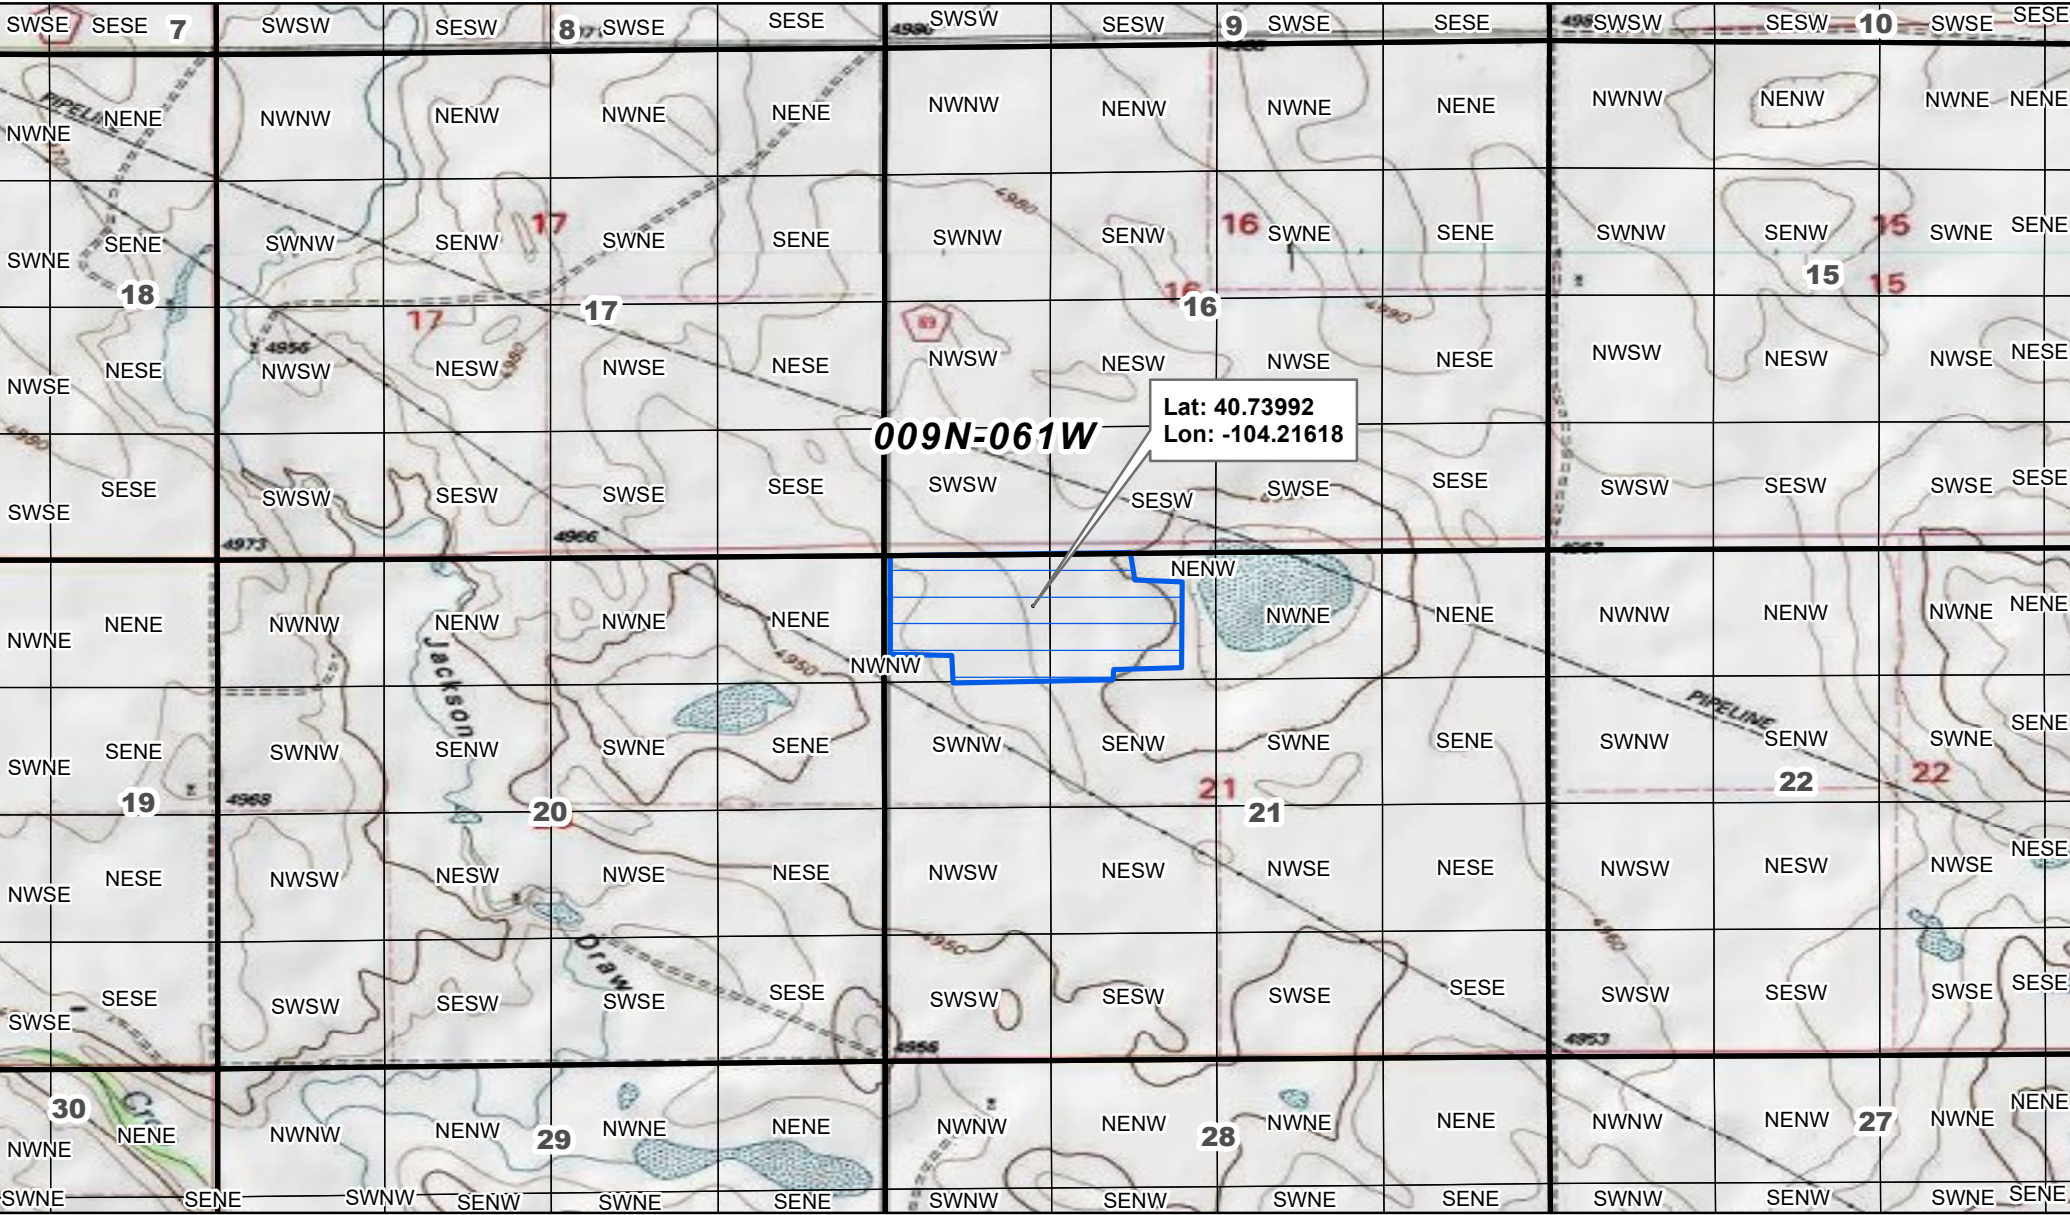 SWSE SESE 7 SWSW SESW 8 SWSE SESE SWSW SESW 9 SWSE SESE SWSW SESW 10 SWSE SESE
PIPELINE
NWNE NENE NWNW NENW NWNE NENE NWNW NENW NWNE NENE NWNW NENW NWNE NENE
4980
17 16 15
SWNE SENE SWNW SENW SWNE SENE SWNW SENW SWNE SENE SWNW SENW SWNE SENE
18 17 16 16 15 15
17 83 4990
4956 4980
NWSE NESE NWSW NESW NWSE NESE NWSW NESW NWSE NESE NWSW NESW NWSE NESE
Lat: 40.73992
Lon: -104.21618
4990 009N-061W
SWSE SESE SWSW SESW SWSE SESE SWSW SESW SWSE SESE SWSW SESW SWSE SESE
4973 4966
NENW
NWNE NENE NWNW NENW NWNE NENE NWNE NENE NWNW NENW NWNE NENE
4950 NWNW
Jackson
PIPELINE
SWNE SENE SWNW SENW SWNE SENE SWNW SENW SWNE SENE SWNW SENW SWNE SENE
21 22 22
19 4968 20 21
NWSE NESE NWSW NESW NWSE NESE NWSW NESW NWSE NESE NWSW NESW NWSE NESE
Draw 4950 4960
SWSE SESE SWSW SESW SWSE SESE SWSW SESW SWSE SESE SWSW SESW SWSE SESE
4956 4953
30 29 28 27
NWNE NENE NWNW NENW NWNE NENE NWNW NENW NWNE NENE NWNW NENW NWNE NENE
SWNE SENE SWNW SENW SWNE SENE SWNW SENW SWNE SENE SWNW SENW SWNE SENE